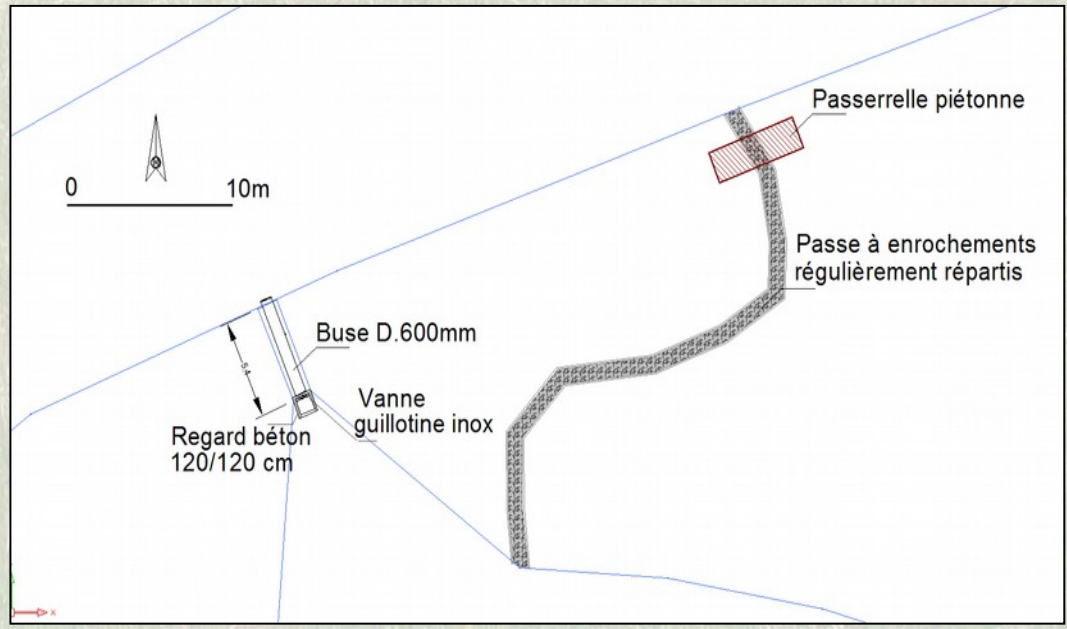 Passerrelle piétonne
0 10m
Passe à enrochements
régulièrement répartis
Buse D.600mm
5.4
Vanne
guillotine inox
Regard béton
120/120 cm
X